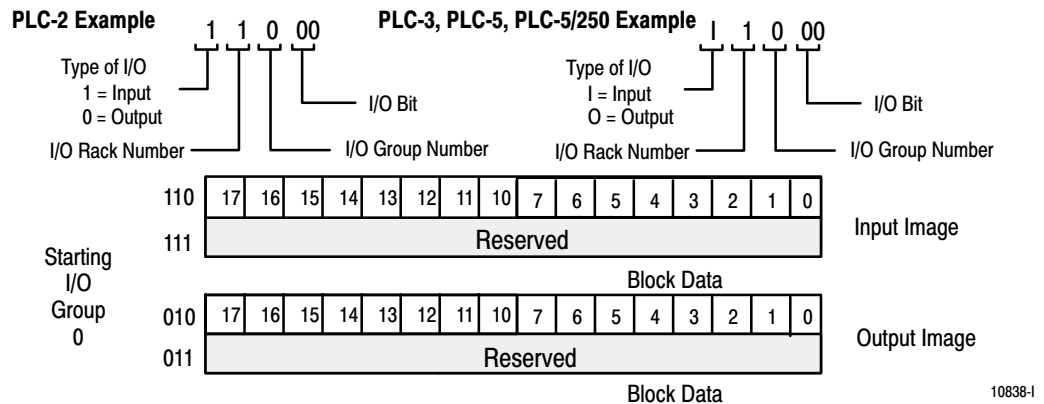 PLC-2 Example
1 1 0 00
Type of I/O
1 = Input
0 = Output
I/O Bit
I/O Rack Number
I/O Group Number
PLC-3, PLC-5, PLC-5/250 Example
I 1 0 00
Type of I/O
I = Input
O = Output
I/O Bit
I/O Rack Number
I/O Group Number
110 17 16 15 14 13 12 11 10 7 6 5 4 3 2 1 0
Input Image
111 Reserved
Block Data
Starting
I/O
Group
0
010 17 16 15 14 13 12 11 10 7 6 5 4 3 2 1 0
Output Image
011 Reserved
Block Data
10838-I